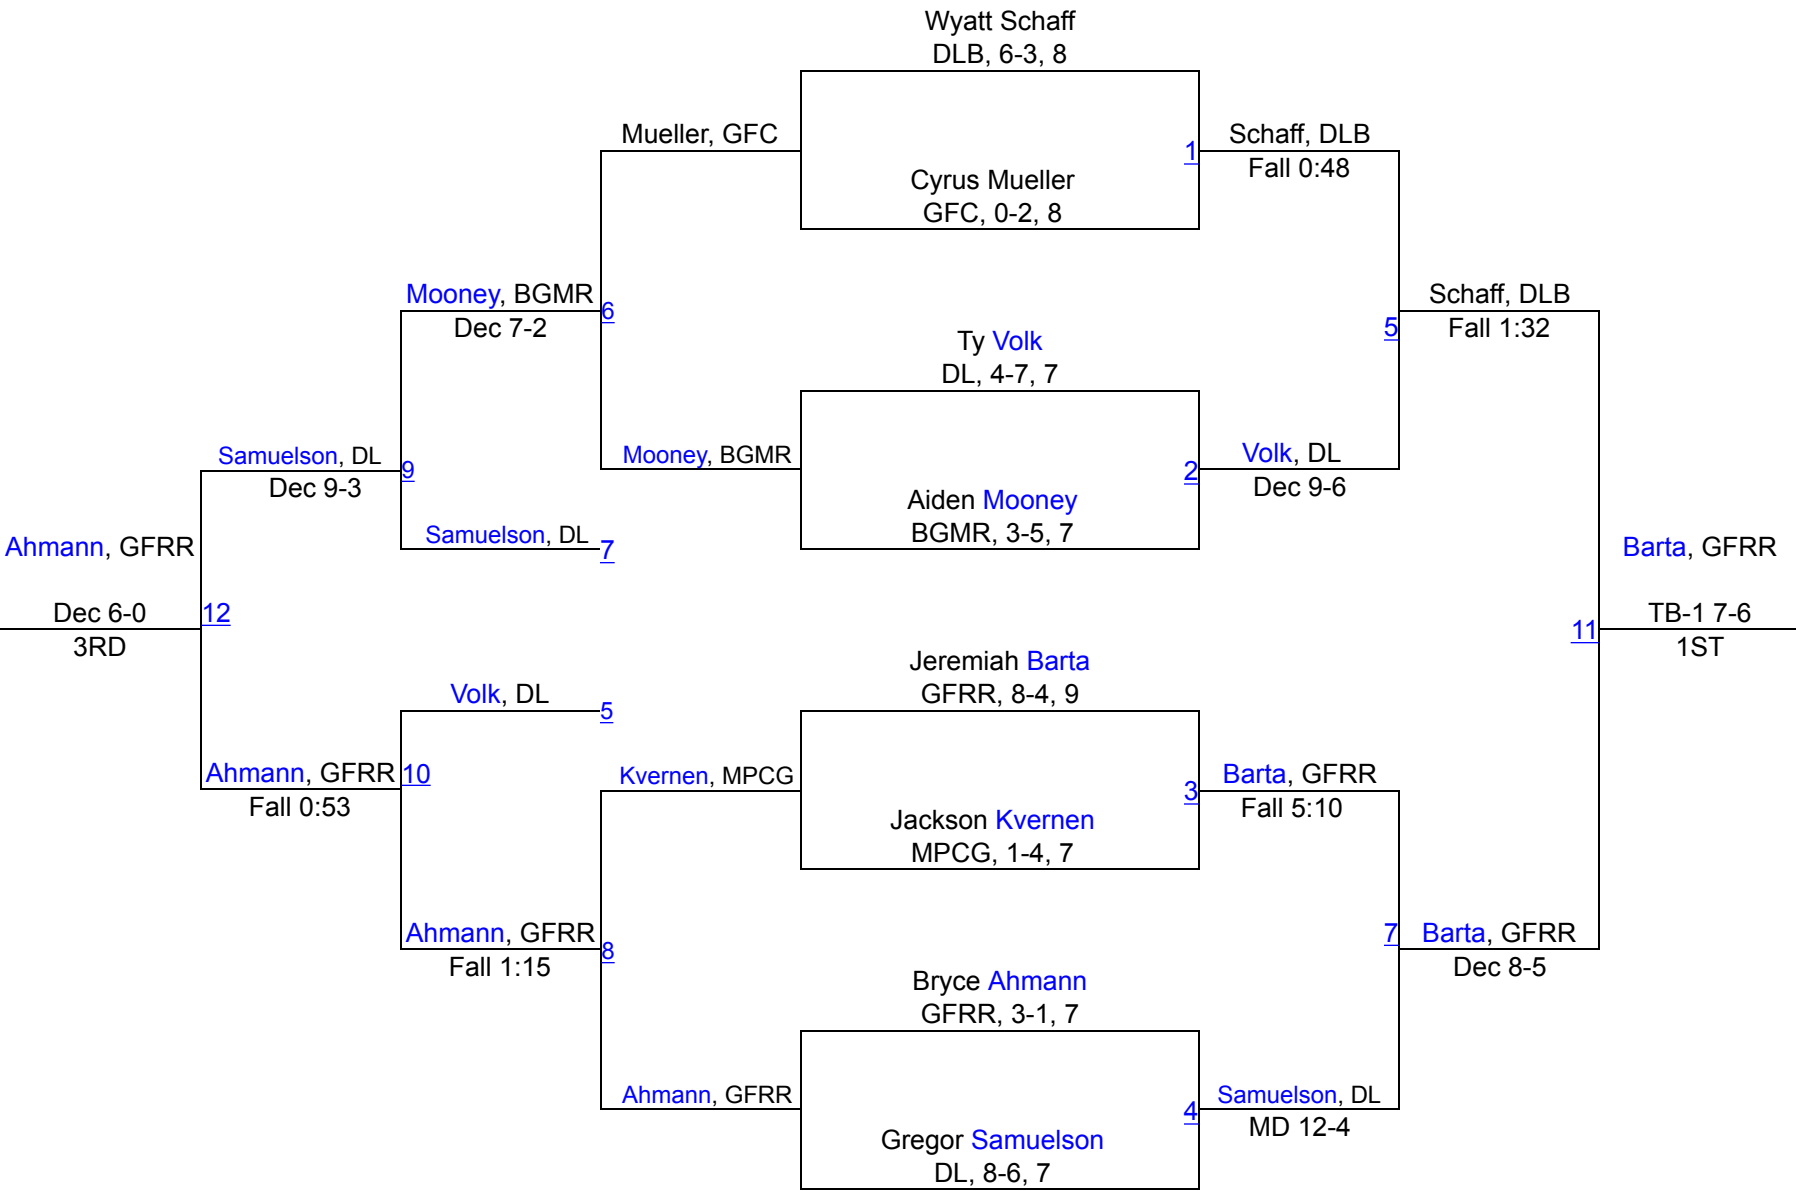 Wyatt Schaff
DLB, 6-3, 8
Mueller, GFC
1
Schaff, DLB
Fall 0:48
Cyrus Mueller
GFC, 0-2, 8
Mooney, BGMR
6
Dec 7-2
Schaff, DLB
5
Fall 1:32
Ty Volk
DL, 4-7, 7
Samuelson, DL
9
Dec 9-3
Mooney, BGMR
2
Volk, DL
Dec 9-6
Aiden Mooney
BGMR, 3-5, 7
Samuelson, DL
7
Ahmann, GFRR
Dec 6-0
12
3RD
Barta, GFRR
TB-1 7-6
11
1ST
Jeremiah Barta
GFRR, 8-4, 9
Volk, DL
5
Ahmann, GFRR
10
Fall 0:53
Kvernen, MPCG
3
Barta, GFRR
Fall 5:10
Jackson Kvernen
MPCG, 1-4, 7
Ahmann, GFRR
8
Fall 1:15
7
Barta, GFRR
Dec 8-5
Bryce Ahmann
GFRR, 3-1, 7
Ahmann, GFRR
4
Samuelson, DL
MD 12-4
Gregor Samuelson
DL, 8-6, 7